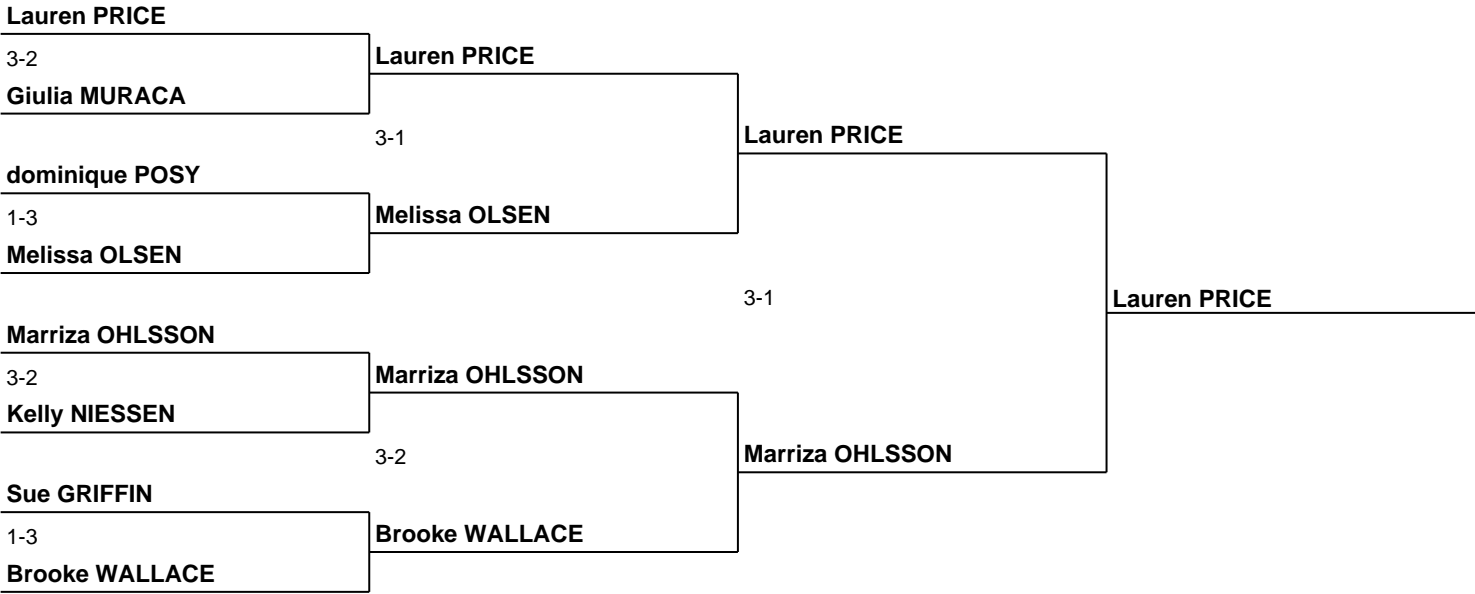 Lauren PRICE
3-2
Lauren PRICE
Giulia MURACA
3-1
Lauren PRICE
dominique POSY
1-3
Melissa OLSEN
Melissa OLSEN
3-1
Lauren PRICE
Marriza OHLSSON
3-2
Marriza OHLSSON
Kelly NIESSEN
3-2
Marriza OHLSSON
Sue GRIFFIN
1-3
Brooke WALLACE
Brooke WALLACE